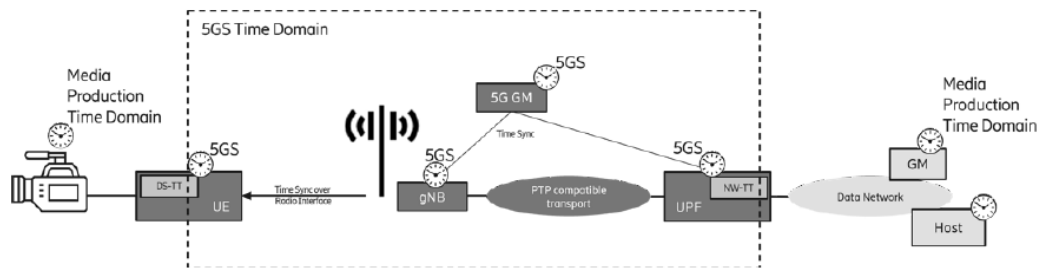 5GS Time Domain
Media
Production
Time Domain
5GS
DS-TT
UE
Time Sync over
Radio Interface
5GS
5G GM
Time Sync
5GS
gNB
PTP compatible
transport
5GS
NW-TT
UPF
Data Network
Media
Production
Time Domain
GM
Host